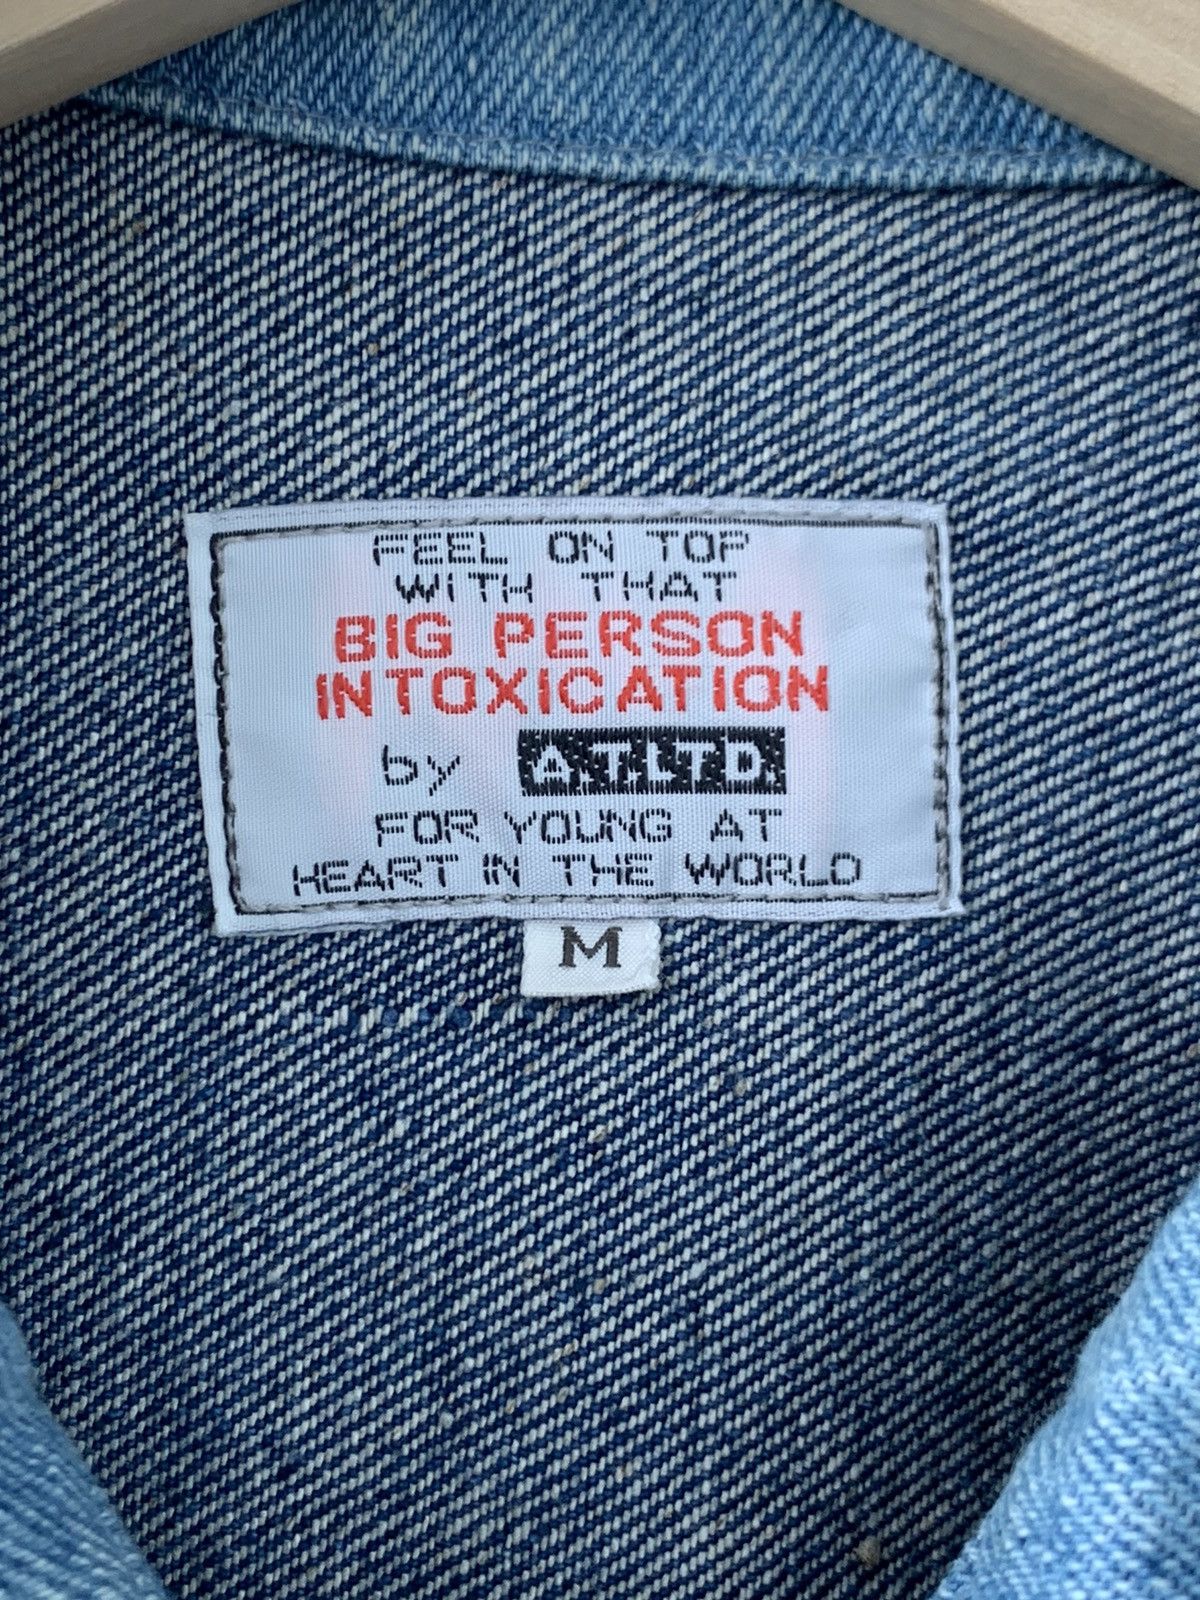 FEEL ON TOP
WITH THAT
BIG PERSON
INTOXICATION
by A.T.LTD.
FOR YOUNG AT
HEART IN THE WORLD
M